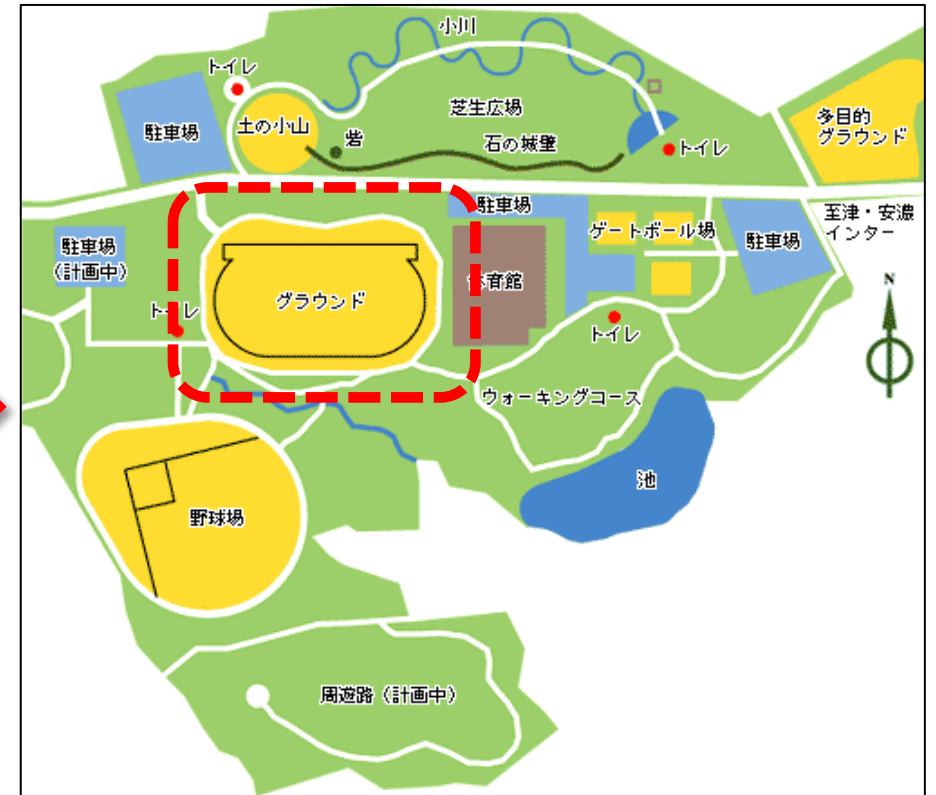 小川
トイレ
芝生広場
多目的
グラウンド
駐車場
土の小山
砦
石の城壁
トイレ
駐車場
至津・安濃
インター
ゲートボール場
駐車場
駐車場
(計画中)
体育館
N
グラウンド
トイレ
トイレ
ウォーキングコース
池
野球場
周遊路(計画中)